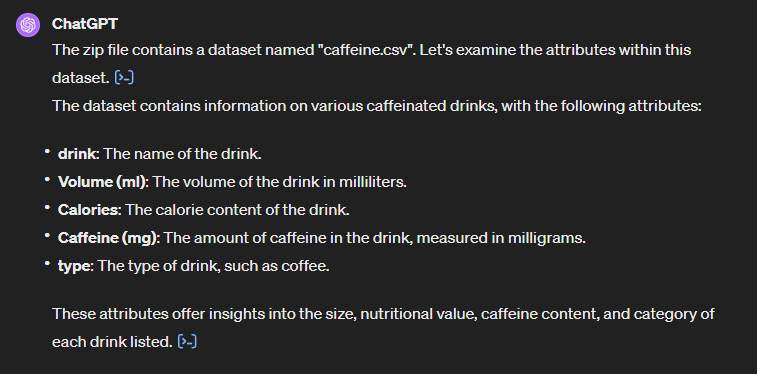 ChatGPT
The zip file contains a dataset named "caffeine.csv". Let's examine the attributes within this
dataset. [>-]
The dataset contains information on various caffeinated drinks, with the following attributes:
• drink: The name of the drink.
• Volume (ml): The volume of the drink in milliliters.
• Calories: The calorie content of the drink.
• Caffeine (mg): The amount of caffeine in the drink, measured in milligrams.
• type: The type of drink, such as coffee.
These attributes offer insights into the size, nutritional value, caffeine content, and category of
each drink listed. [>-]